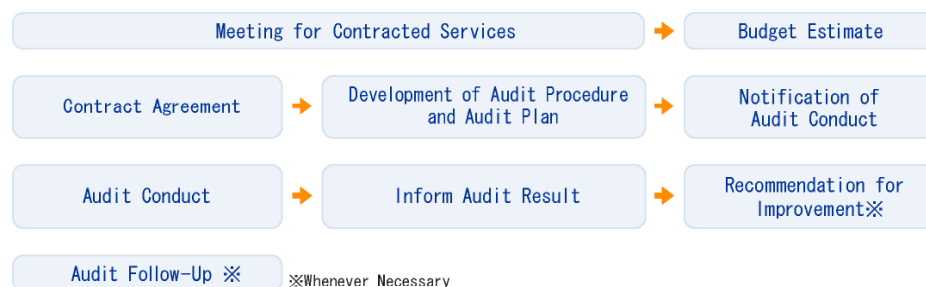 Meeting for Contracted Services
Budget Estimate
Contract Agreement
Development of Audit Procedure
and Audit Plan
Notification of
Audit Conduct
Audit Conduct
Inform Audit Result
Recommendation for
Improvement※
Audit Follow-Up ※
※Whenever Necessary